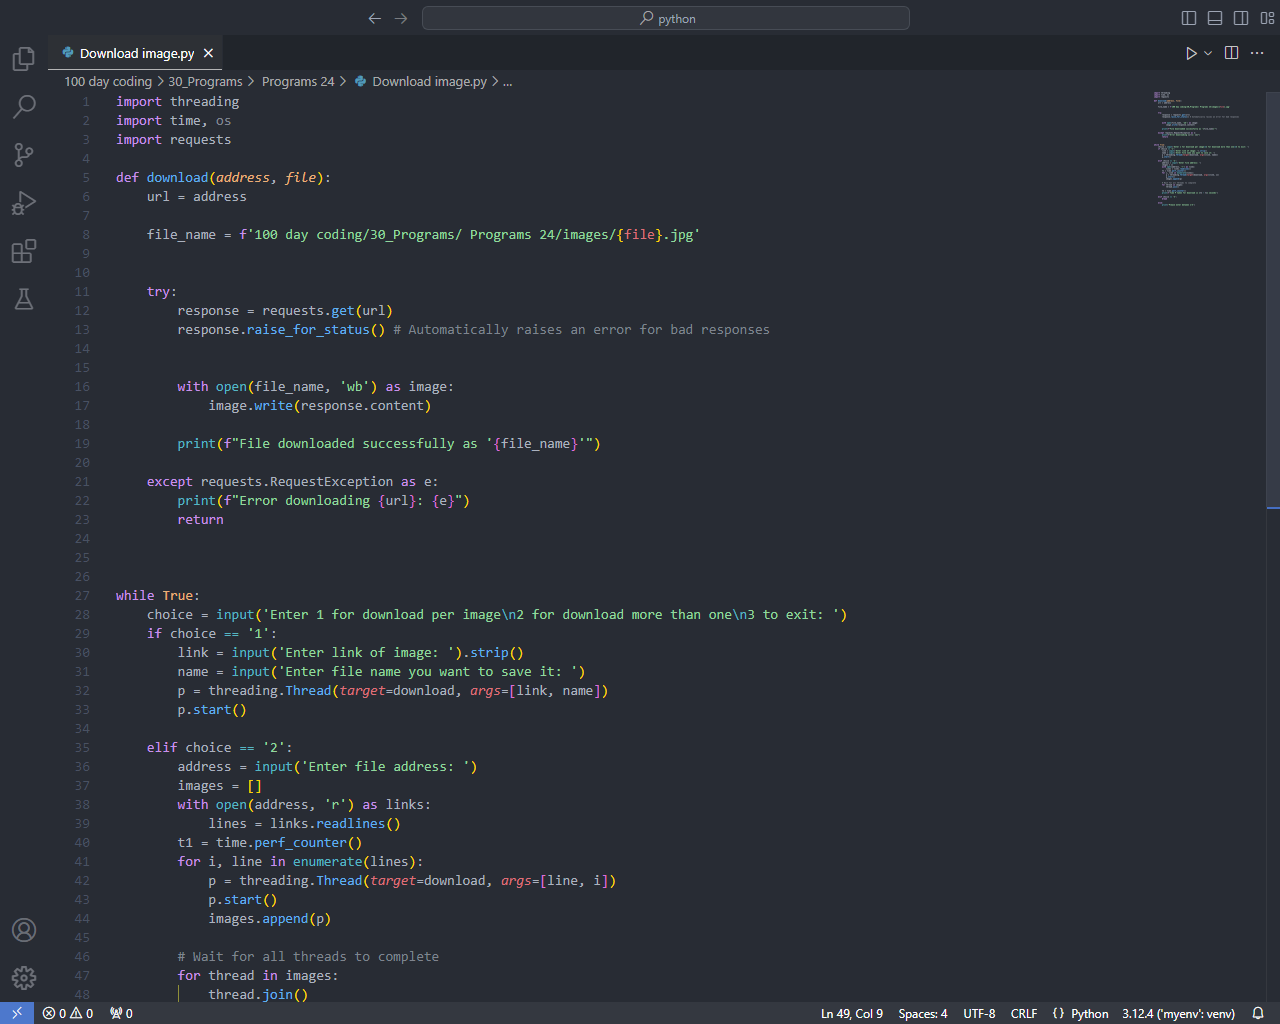 python
Download image.py
100 day coding > 30_Programs > Programs 24 > Download image.py > ...
1 import threading
2 import time, os
3 import requests
4
5 def download(address, file):
6     url = address
7
8     file_name = f'100 day coding/30_Programs/ Programs 24/images/{file}.jpg'
9
10
11     try:
12         response = requests.get(url)
13         response.raise_for_status() # Automatically raises an error for bad responses
14
15
16         with open(file_name, 'wb') as image:
17             image.write(response.content)
18
19         print(f"File downloaded successfully as '{file_name}'")
20
21     except requests.RequestException as e:
22         print(f"Error downloading {url}: {e}")
23         return
24
25
26
27 while True:
28     choice = input('Enter 1 for download per image\n2 for download more than one\n3 to exit: ')
29     if choice == '1':
30         link = input('Enter link of image: ').strip()
31         name = input('Enter file name you want to save it: ')
32         p = threading.Thread(target=download, args=[link, name])
33         p.start()
34
35     elif choice == '2':
36         address = input('Enter file address: ')
37         images = []
38         with open(address, 'r') as links:
39             lines = links.readlines()
40         t1 = time.perf_counter()
41         for i, line in enumerate(lines):
42             p = threading.Thread(target=download, args=[line, i])
43             p.start()
44             images.append(p)
45
46         # Wait for all threads to complete
47         for thread in images:
48             thread.join()
0 0 0 Ln 49, Col 9 Spaces: 4 UTF-8 CRLF {} Python 3.12.4 ('myenv': venv)